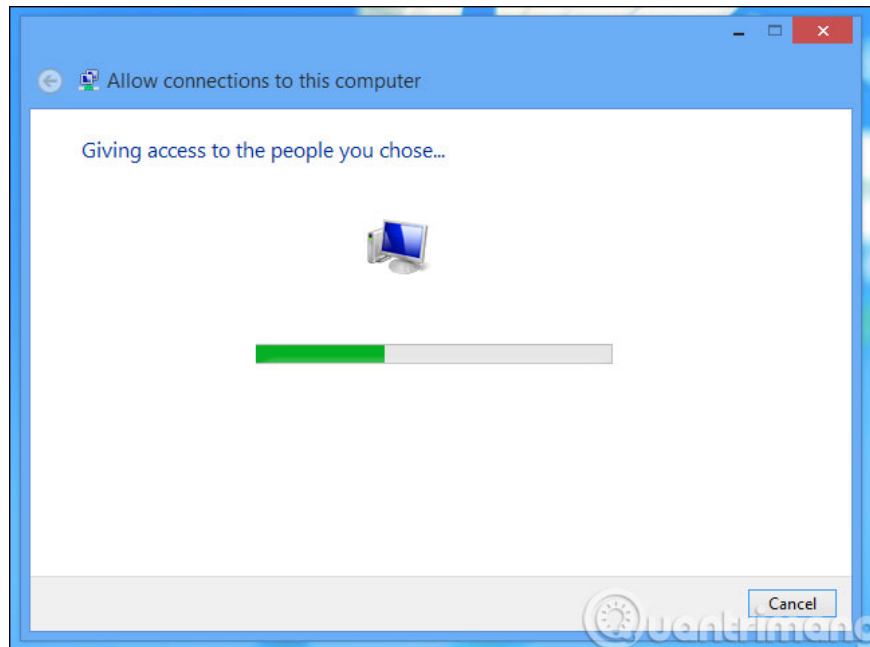 Allow connections to this computer
Giving access to the people you chose...
Cancel
Quantrimang